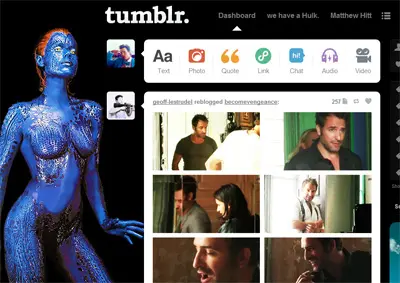 tumblr.
Dashboard we have a Hulk. Matthew Hitt
Aa hi!
Text Photo Quote Link Chat Audio Video
geoff-lestrudel reblogged becomevengeance: 257